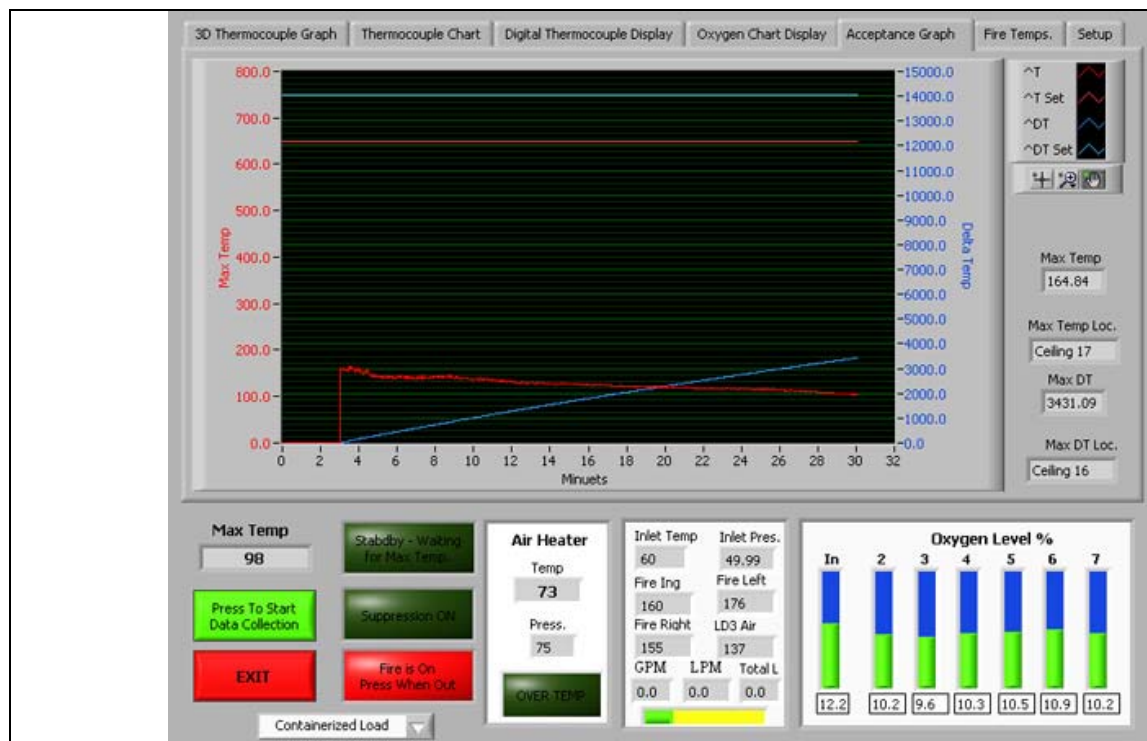 3D Thermocouple Graph
Thermocouple Chart
Digital Thermocouple Display
Oxygen Chart Display
Acceptance Graph
Fire Temps.
Setup
800.0
700.0
600.0
500.0
400.0
300.0
200.0
100.0
0.0
Max Temp
0 2 4 6 8 10 12 14 16 18 20 22 24 26 28 30 32
Minuets
15000.0
14000.0
13000.0
12000.0
11000.0
10000.0
9000.0
8000.0
7000.0
6000.0
5000.0
4000.0
3000.0
2000.0
1000.0
0.0
Delta Temp
^T
^T Set
^DT
^DT Set
Max Temp
164.84
Max Temp Loc.
Ceiling 17
Max DT
3431.09
Max DT Loc.
Ceiling 16
Max Temp
98
Press To Start
Data Collection
EXIT
Stabdby - Waiting
for Max Temp.
Suppression ON
Fire is On
Press When Out
Containerized Load
Air Heater
Temp
73
Press.
75
OVER TEMP
Inlet Temp Inlet Pres.
60 49.99
Fire Ing Fire Left
160 176
Fire Right LD3 Air
155 137
GPM LPM Total L
0.0 0.0 0.0
Oxygen Level %
In 2 3 4 5 6 7
12.2 10.2 9.6 10.3 10.5 10.9 10.2